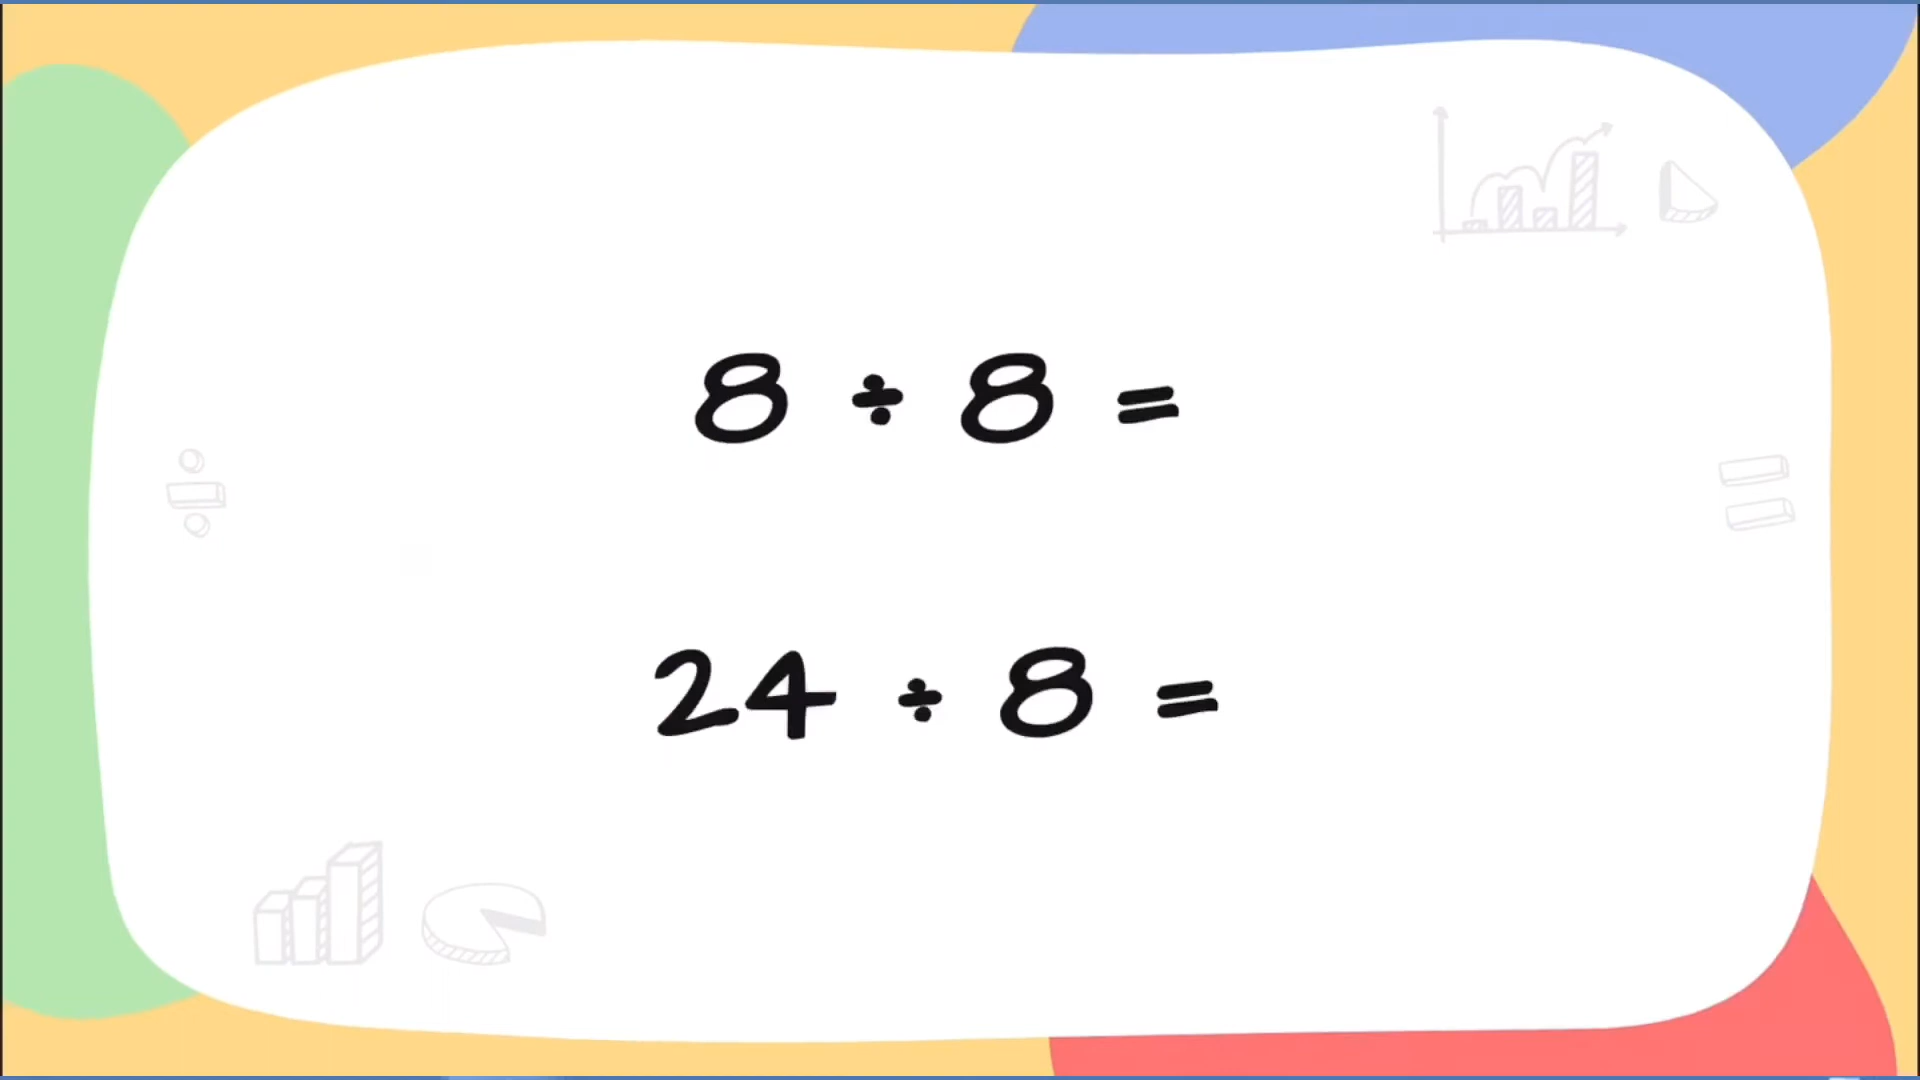 8 ÷ 8 =
24 ÷ 8 =